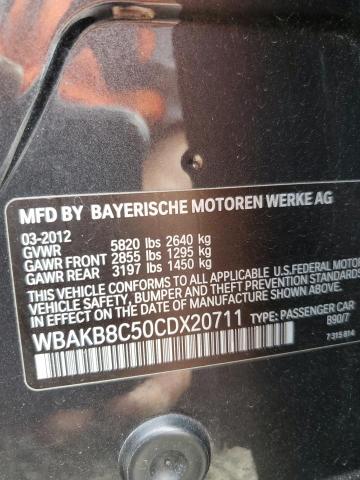 MFD BY BAYERISCHE MOTOREN WERKE AG
03-2012
GVWR 5820 lbs 2640 kg
GAWR FRONT 2855 lbs 1295 kg
GAWR REAR 3197 lbs 1450 kg
THIS VEHICLE CONFORMS TO ALL APPLICABLE U.S.FEDERAL MOTOR
VEHICLE SAFETY, BUMPER, AND THEFT PREVENTION STANDARDS
IN EFFECT ON THE DATE OF MANUFACTURE SHOWN ABOVE.
WBAKB8C50CDX20711 TYPE: PASSENGER CAR
B90/7
7 315 814